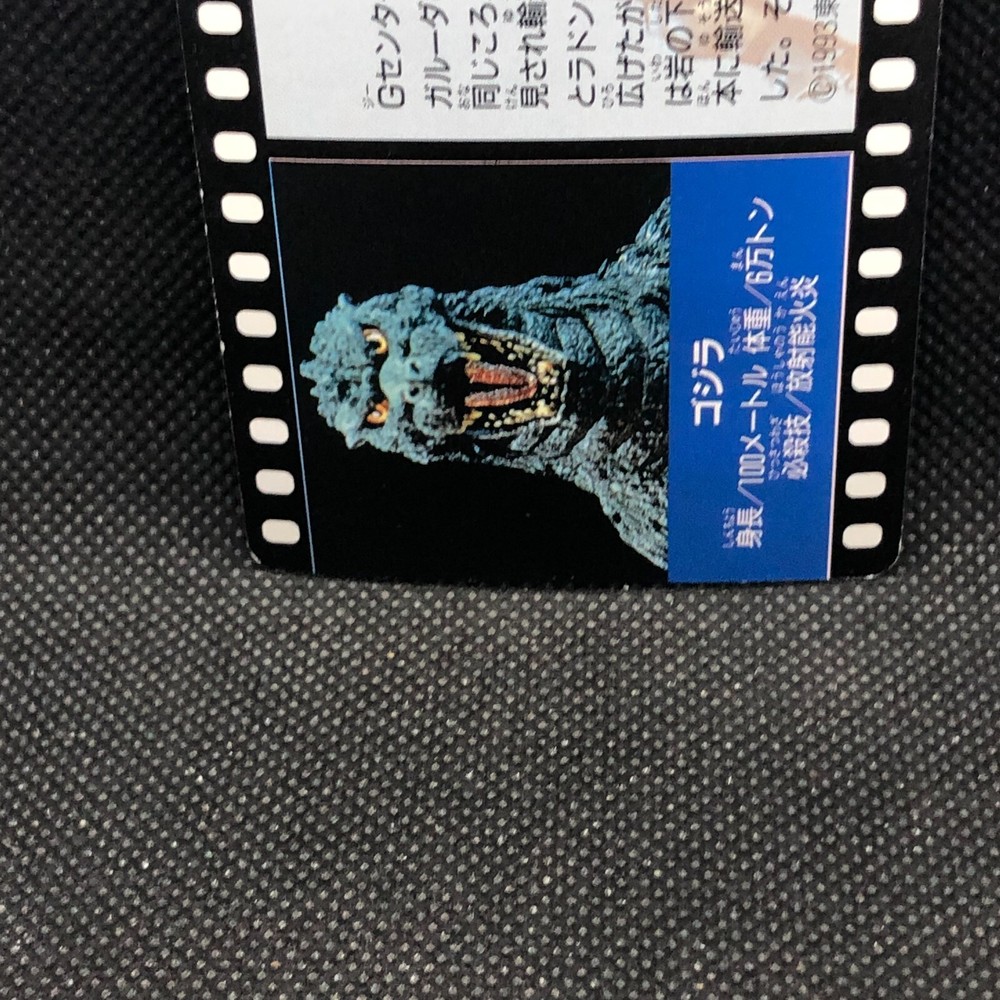 Gセンタ
ガルーダ
同じころ
見され輸
とラドン
広げたが
は岩の下
本に輸送
した。そ
©1993東
ゴジラ
身長/100メートル 体重/6万トン
必殺技/放射能火炎